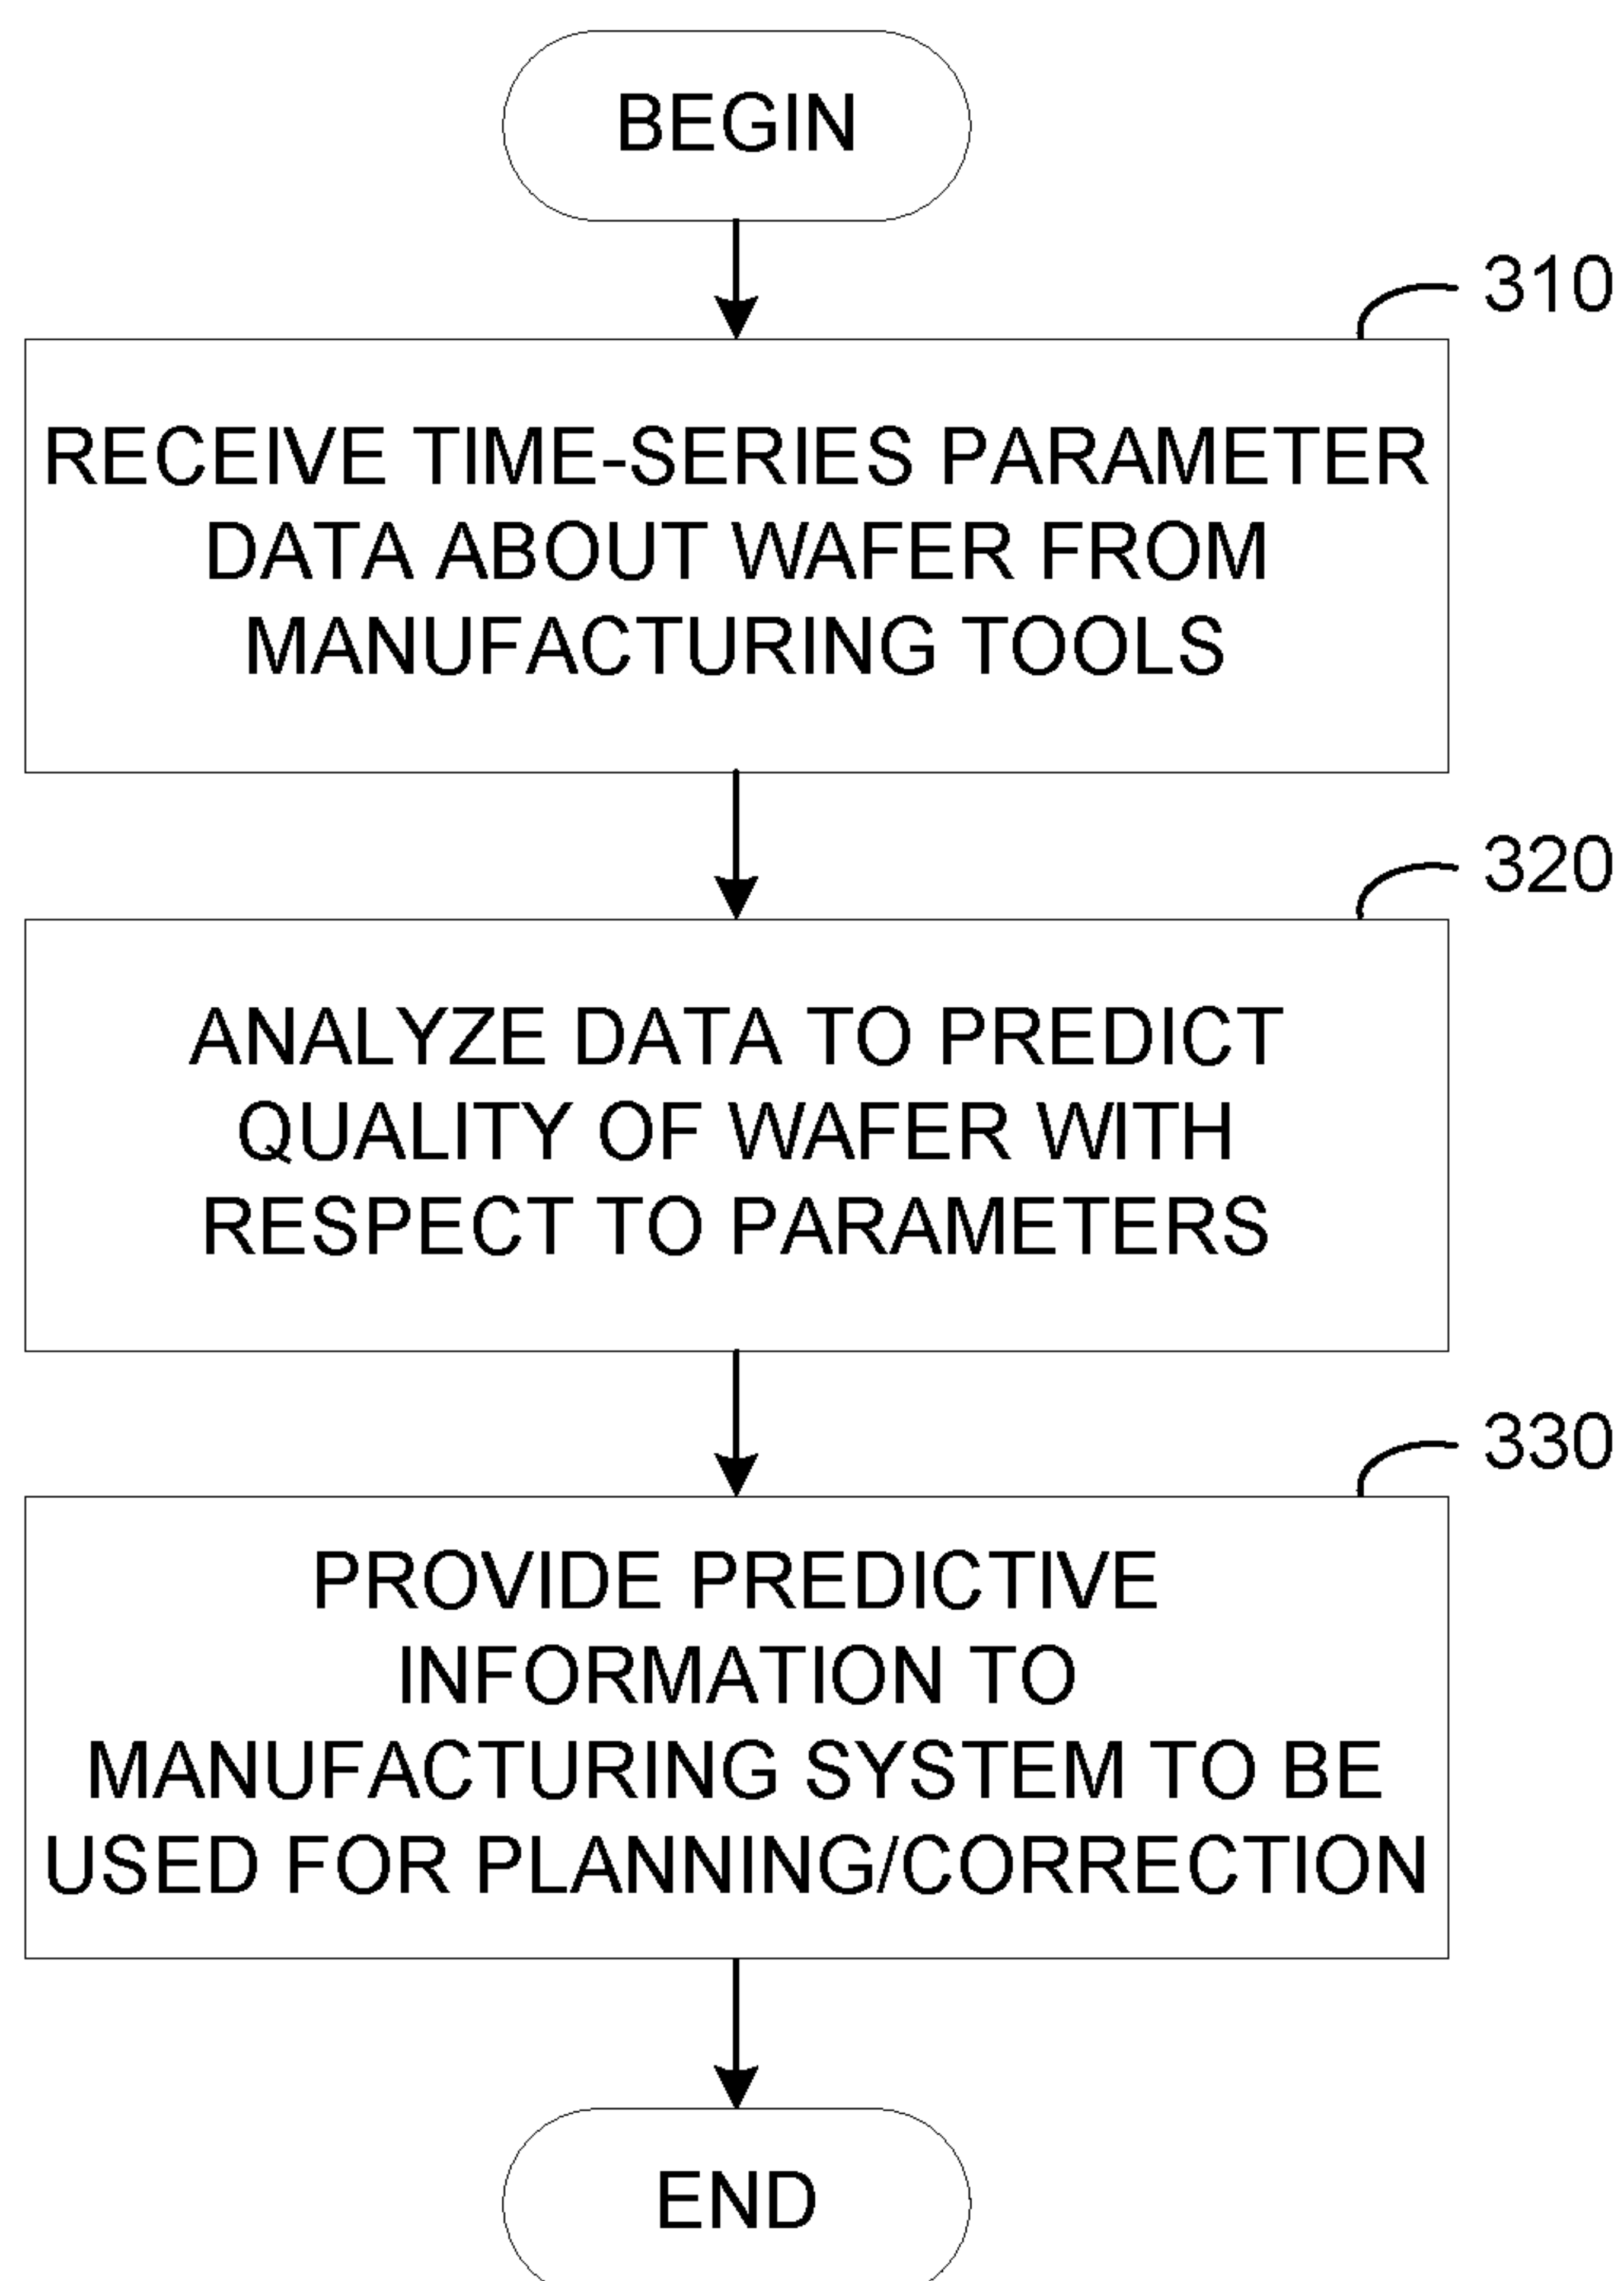 BEGIN
310
RECEIVE TIME-SERIES PARAMETER
DATA ABOUT WAFER FROM
MANUFACTURING TOOLS
320
ANALYZE DATA TO PREDICT
QUALITY OF WAFER WITH
RESPECT TO PARAMETERS
330
PROVIDE PREDICTIVE
INFORMATION TO
MANUFACTURING SYSTEM TO BE
USED FOR PLANNING/CORRECTION
END